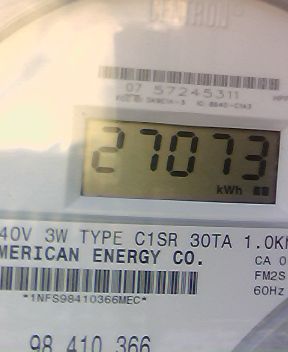 CENTRON
07 57245311
27073
kWh
40V 3W TYPE C1SR 30TA 1.0K
MERICAN ENERGY CO.
CA 0
FM2S
60Hz
*1NFS98410366MEC*
98 410 366